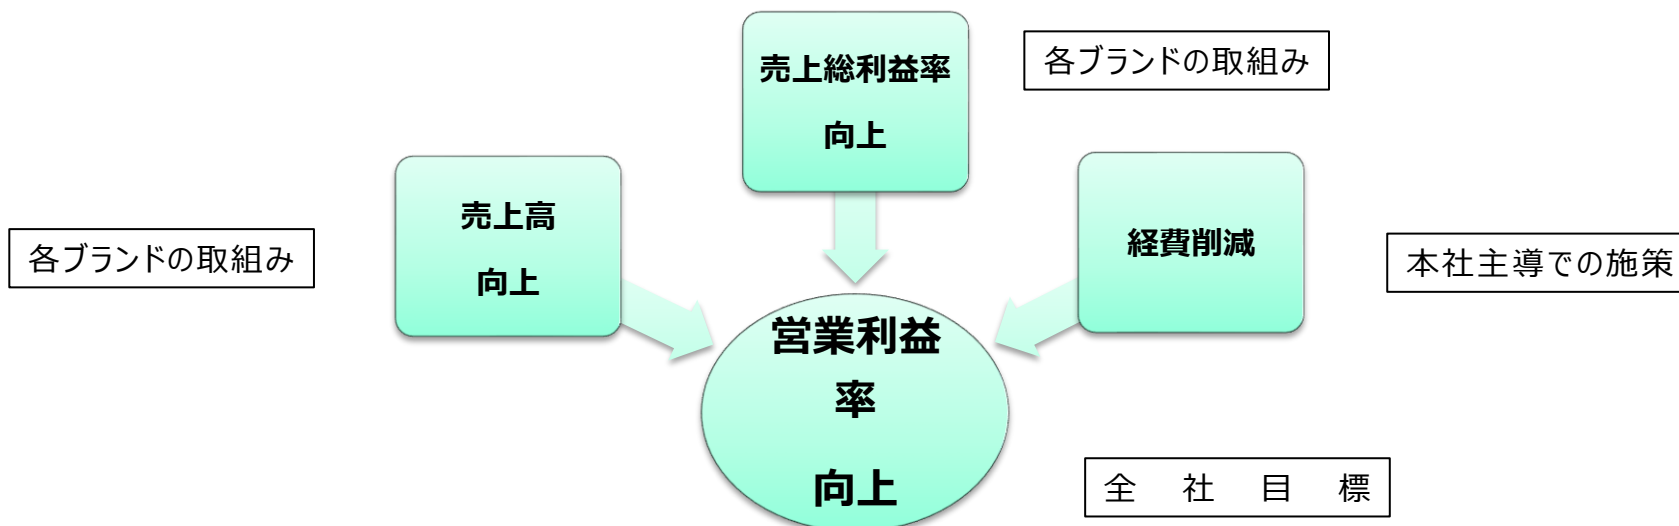 売上総利益率
向上
各ブランドの取組み
売上高
向上
各ブランドの取組み
経費削減
本社主導での施策
営業利益
率
向上
全 社 目 標